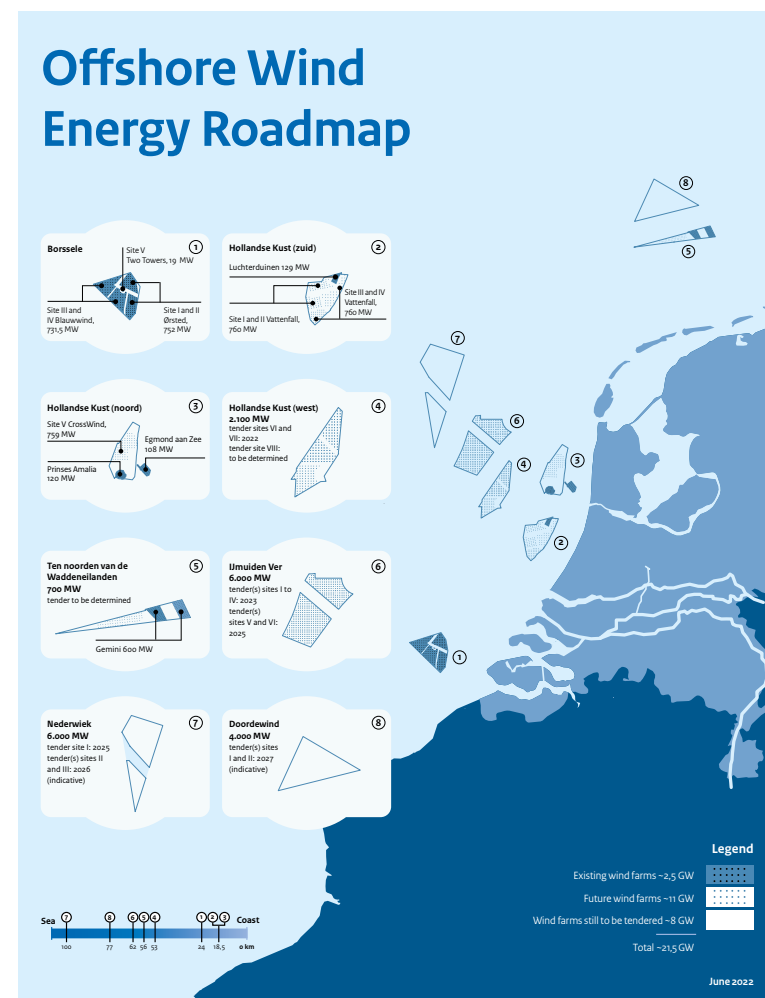 Offshore Wind
Energy Roadmap
8
5
7
6
4
3
2
1
Borssele
1
Site V
Two Towers, 19 MW
Site III and
IV Blauwwind,
731,5 MW
Site I and II
Ørsted,
752 MW
Hollandse Kust (zuid)
2
Luchterduinen 129 MW
Site III and IV
Vattenfall,
760 MW
Site I and II Vattenfall,
760 MW
Hollandse Kust (noord)
3
Site V CrossWind,
759 MW
Egmond aan Zee
108 MW
Prinses Amalia
120 MW
Hollandse Kust (west)
4
2.100 MW
tender sites VI and
VII: 2022
tender site VIII:
to be determined
Ten noorden van de
5
Waddeneilanden
700 MW
tender to be determined
Gemini 600 MW
IJmuiden Ver
6
6.000 MW
tender(s) sites I to
IV: 2023
tender(s)
sites V and VI:
2025
Nederwiek
7
6.000 MW
tender site I: 2025
tender(s) sites II
and III: 2026
(indicative)
Doordewind
8
4.000 MW
tender(s) sites
I and II: 2027
(indicative)
Legend
Existing wind farms ~2,5 GW
Future wind farms ~11 GW
Wind farms still to be tendered ~8 GW
Total ~21,5 GW
Sea 7 8 6 5 4 1 2 3 Coast
100 77 62 56 53 24 18,5 0 km
June 2022